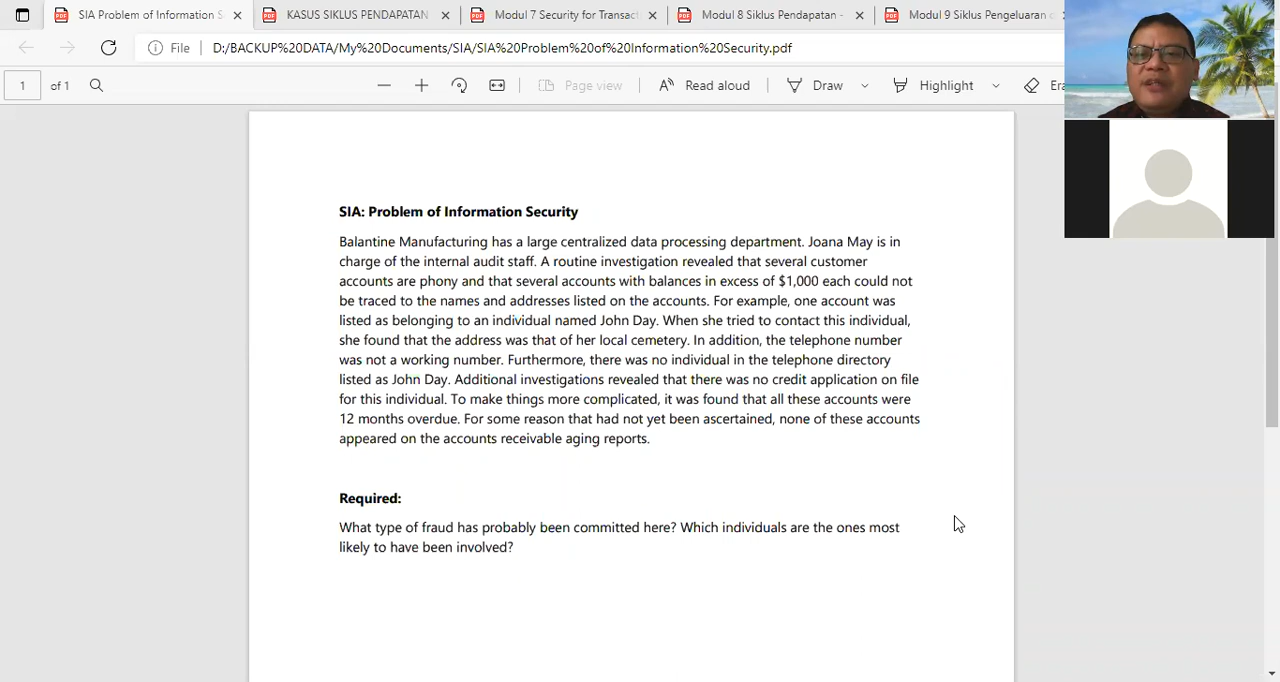 SIA Problem of Information S
KASUS SIKLUS PENDAPATAN
Modul 7 Security for Transact
Modul 8 Siklus Pendapatan -
Modul 9 Siklus Pengeluaran
File
D:/BACKUP%20DATA/My%20Documents/SIA/SIA%20Problem%20of%20Information%20Security.pdf
1 of 1
Page view
Read aloud
Draw
Highlight
Era
SIA: Problem of Information Security
Balantine Manufacturing has a large centralized data processing department. Joana May is in
charge of the internal audit staff. A routine investigation revealed that several customer
accounts are phony and that several accounts with balances in excess of $1,000 each could not
be traced to the names and addresses listed on the accounts. For example, one account was
listed as belonging to an individual named John Day. When she tried to contact this individual,
she found that the address was that of her local cemetery. In addition, the telephone number
was not a working number. Furthermore, there was no individual in the telephone directory
listed as John Day. Additional investigations revealed that there was no credit application on file
for this individual. To make things more complicated, it was found that all these accounts were
12 months overdue. For some reason that had not yet been ascertained, none of these accounts
appeared on the accounts receivable aging reports.
Required:
What type of fraud has probably been committed here? Which individuals are the ones most
likely to have been involved?